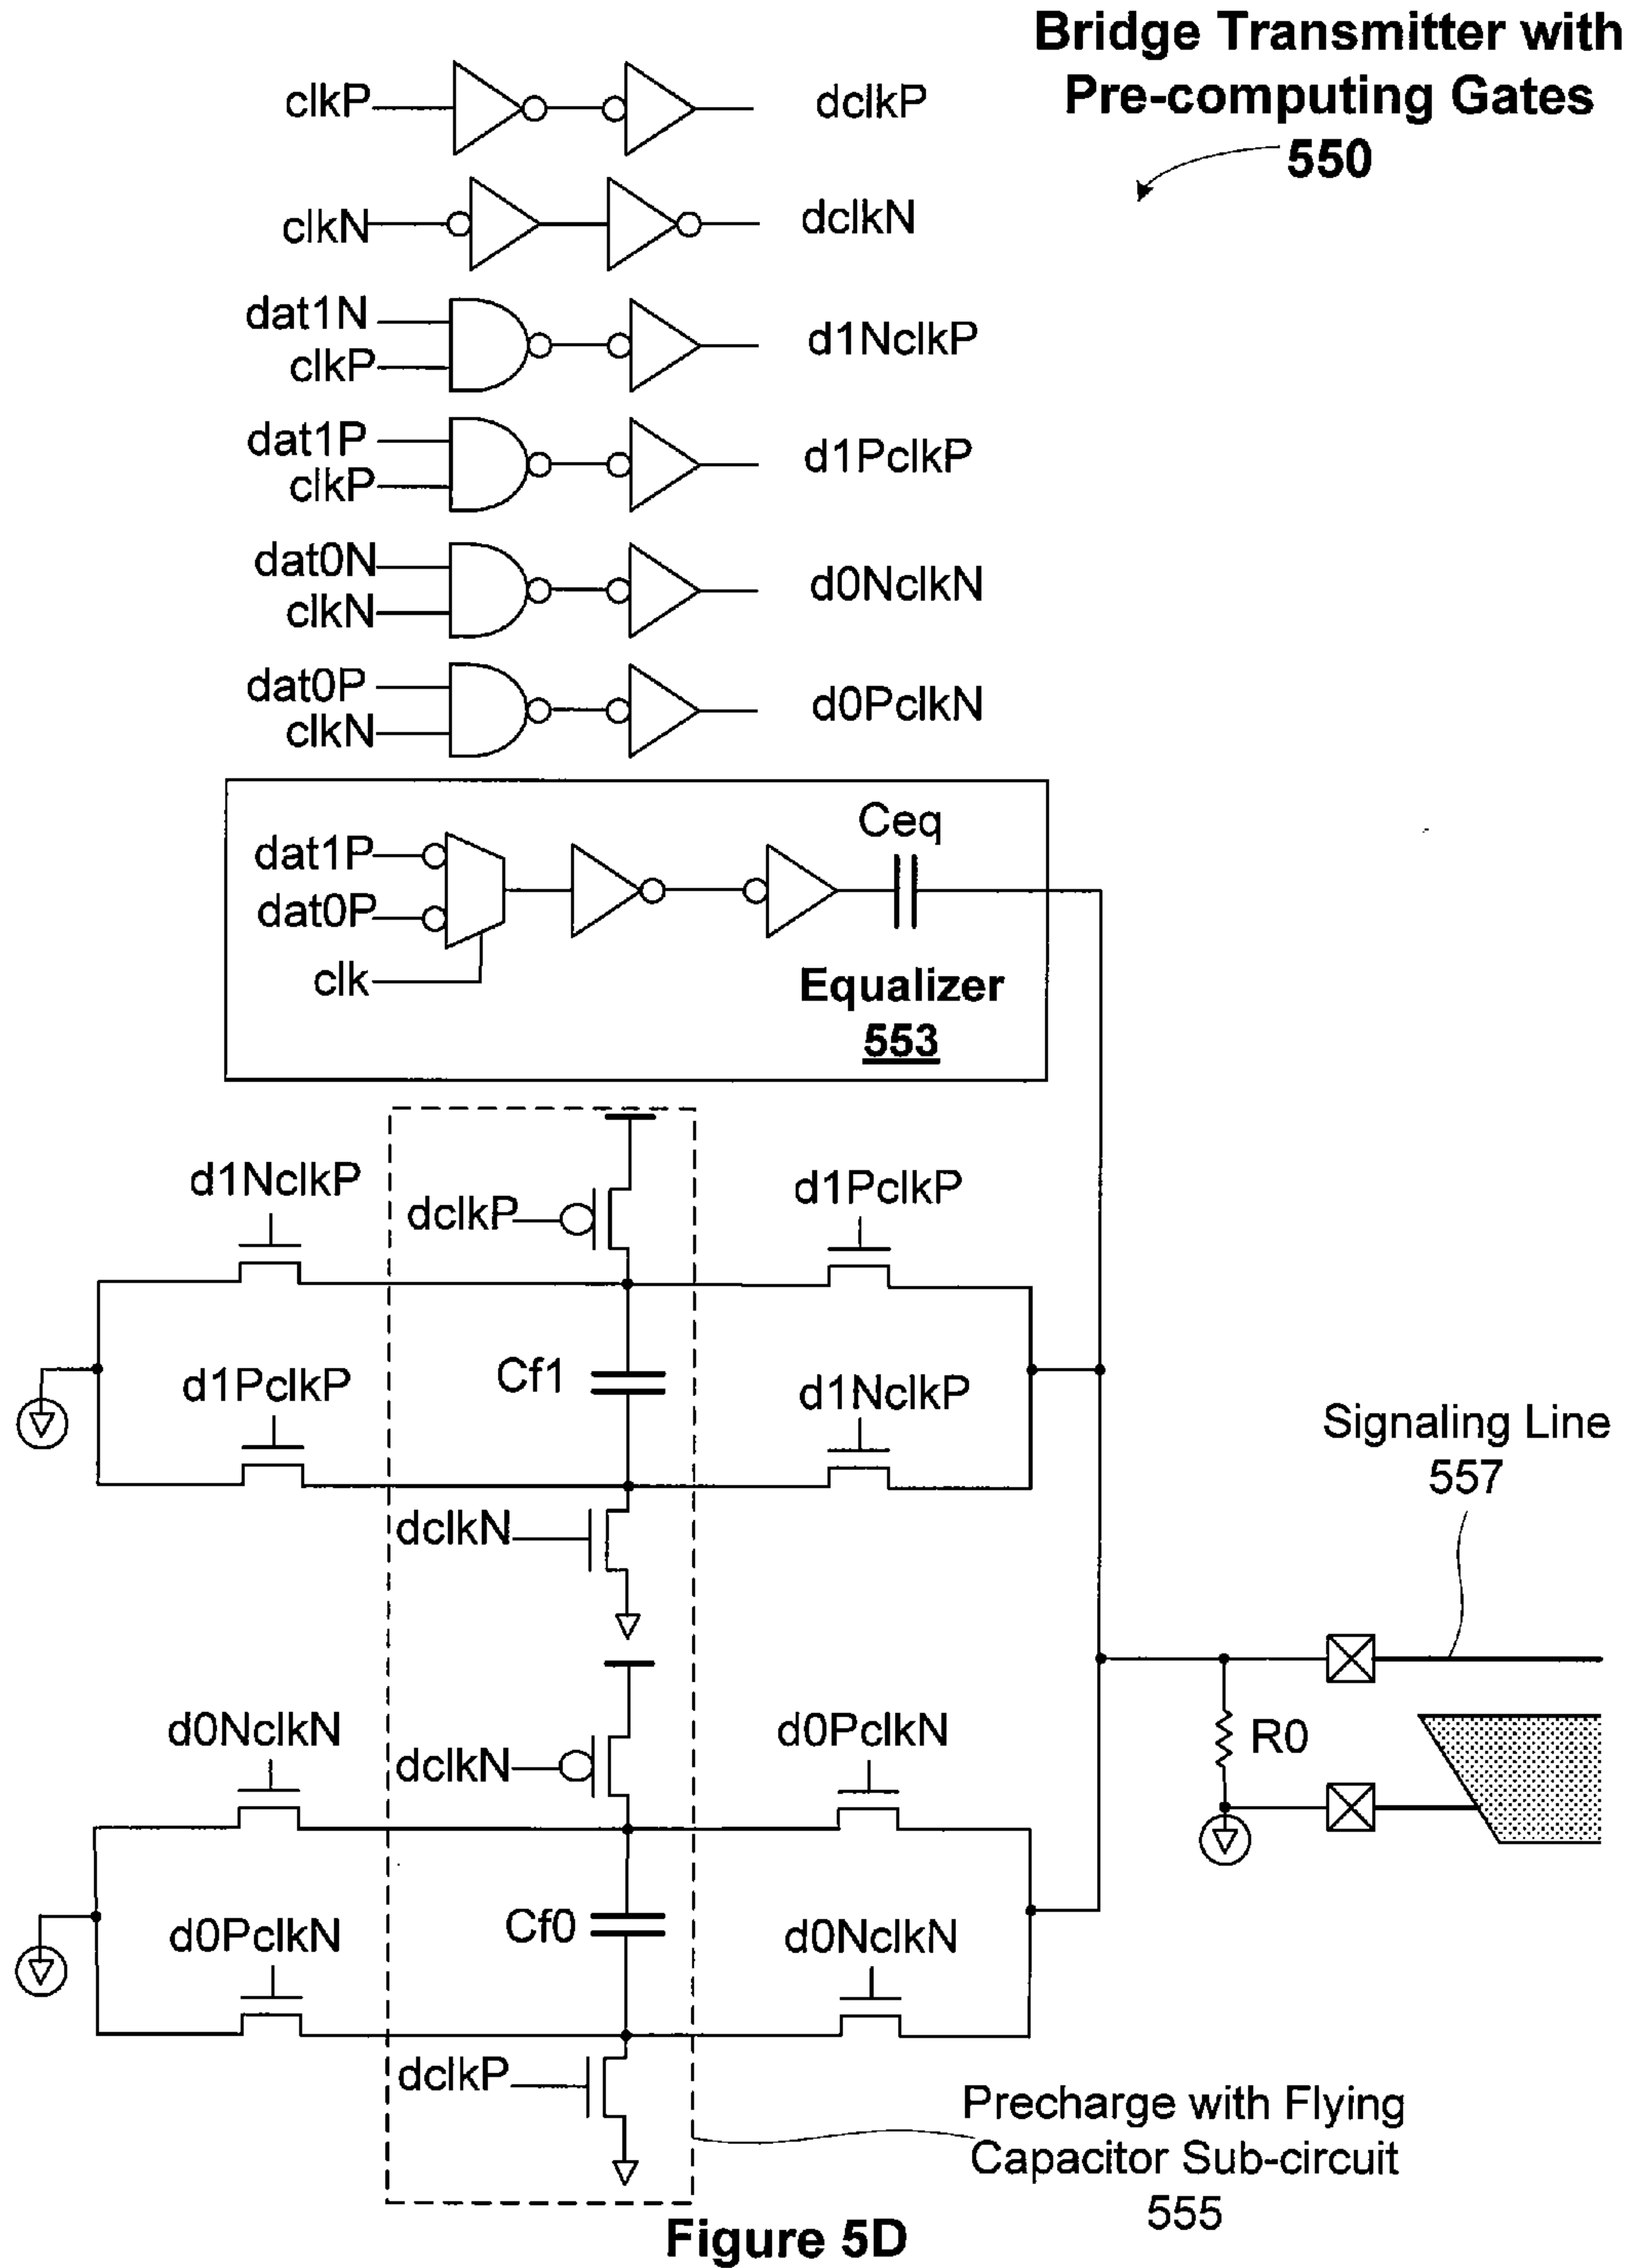 Bridge Transmitter with
Pre-computing Gates
550
clkP
dclkP
clkN
dclkN
dat1N
clkP
d1NclkP
dat1P
clkP
d1PclkP
dat0N
clkN
d0NclkN
dat0P
clkN
d0PclkN
Ceq
dat1P
dat0P
clk
Equalizer
553
d1NclkP
dclkP
d1PclkP
d1PclkP
Cf1
d1NclkP
dclkN
Signaling Line
557
d0NclkN
dclkN
d0PclkN
R0
d0PclkN
Cf0
d0NclkN
dclkP
Precharge with Flying
Capacitor Sub-circuit
555
Figure 5D